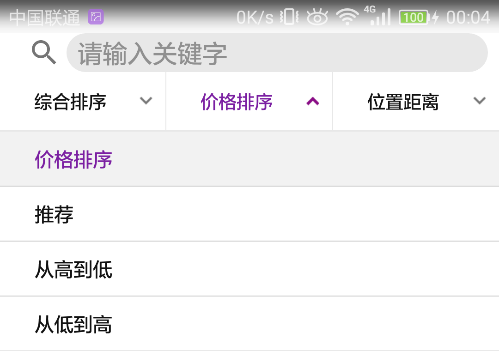 中国联通 0K/s 4G 100 00:04
请输入关键字
综合排序 价格排序 位置距离
价格排序
推荐
从高到低
从低到高